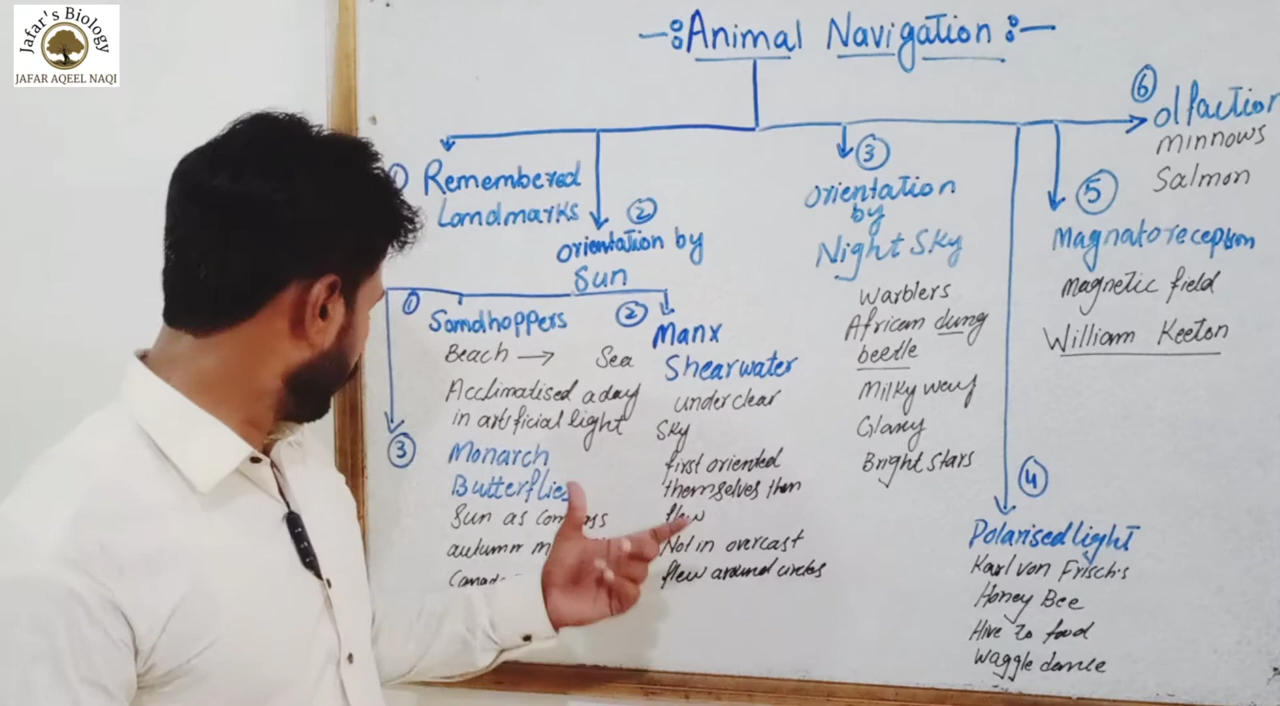 Jafar's Biology
JAFAR AQEEL NAQI
Animal Navigation
① Remembered
Landmarks
②
Orientation by
Sun
①
Sandhoppers
Beach → Sea
Acclimatised a day
in artificial light
②
Manx
Shearwater
under clear
Sky
first oriented
themselves then
flew
Not in overcast
flew around circles
③
Monarch
Butterflies
Sun as
autumn
③
Orientation
by
Night Sky
Warblers
African dung
beetle
Milky way
Glaxy
Bright stars
④
Polarised light
Karl von Frisch's
Honey Bee
Hive to food
Waggle dance
⑤
Magnatoreception
Magnetic field
William Keeton
⑥
Olfaction
Minnows
Salmon